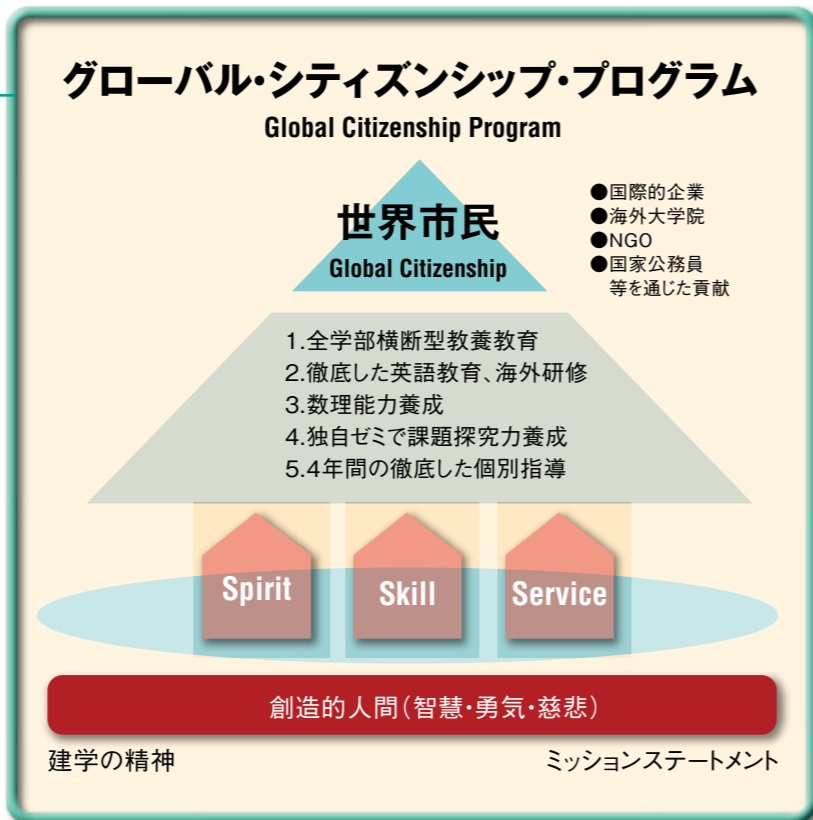 グローバル・シティズンシップ・プログラム
Global Citizenship Program
世界市民
Global Citizenship
●国際的企業
●海外大学院
●NGO
●国家公務員
等を通じた貢献
1.全学部横断型教養教育
2.徹底した英語教育、海外研修
3.数理能力養成
4.独自ゼミで課題探究力養成
5.4年間の徹底した個別指導
Spirit
Skill
Service
創造的人間(智慧・勇気・慈悲)
建学の精神
ミッションステートメント